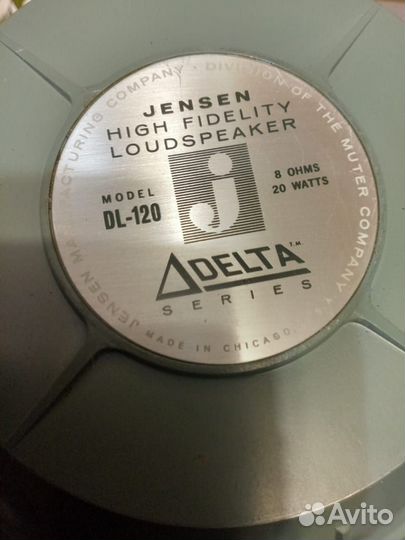 JENSEN MANUFACTURING COMPANY · DIVISION OF THE MUTER COMPANY
JENSEN
HIGH FIDELITY
LOUDSPEAKER
MODEL
DL-120
j
8 OHMS
20 WATTS
DELTA™
SERIES
MADE IN CHICAGO,
Avito